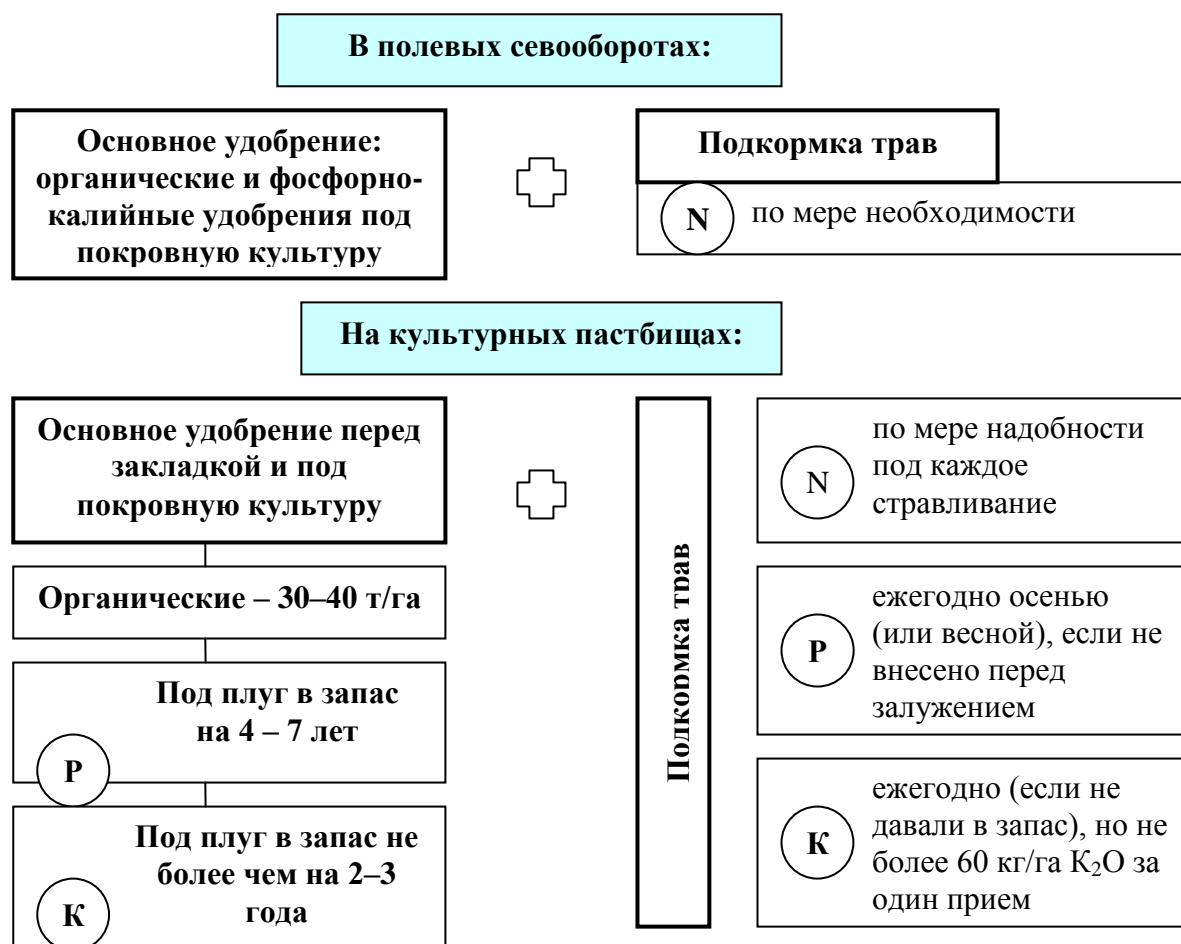 В полевых севооборотах:
Основное удобрение:
органические и фосфорно-
калийные удобрения под
покровную культуру
Подкормка трав
N по мере необходимости
На культурных пастбищах:
Основное удобрение перед
закладкой и под
покровную культуру
Органические – 30–40 т/га
Под плуг в запас
на 4 – 7 лет
P
Под плуг в запас не
более чем на 2–3
года
К
Подкормка трав
по мере надобности
под каждое
стравливание
N
ежегодно осенью
(или весной), если не
внесено перед
залужением
P
ежегодно (если не
давали в запас), но не
более 60 кг/га K₂O за
один прием
К